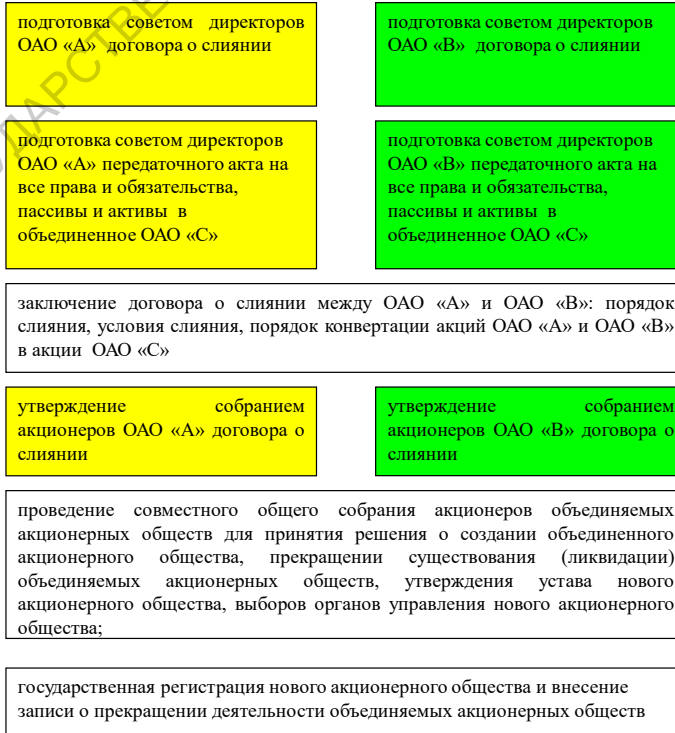 подготовка советом директоров
ОАО «А» договора о слиянии
подготовка советом директоров
ОАО «В» договора о слиянии
подготовка советом директоров
ОАО «А» передаточного акта на
все права и обязательства,
пассивы и активы в
объединенное ОАО «С»
подготовка советом директоров
ОАО «В» передаточного акта на
все права и обязательства,
пассивы и активы в
объединенное ОАО «С»
заключение договора о слиянии между ОАО «А» и ОАО «В»: порядок
слияния, условия слияния, порядок конвертации акций ОАО «А» и ОАО «В»
в акции ОАО «С»
утверждение собранием
акционеров ОАО «А» договора о
слиянии
утверждение собранием
акционеров ОАО «В» договора о
слиянии
проведение совместного общего собрания акционеров объединяемых
акционерных обществ для принятия решения о создании объединенного
акционерного общества, прекращении существования (ликвидации)
объединяемых акционерных обществ, утверждения устава нового
акционерного общества, выборов органов управления нового акционерного
общества;
государственная регистрация нового акционерного общества и внесение
записи о прекращении деятельности объединяемых акционерных обществ